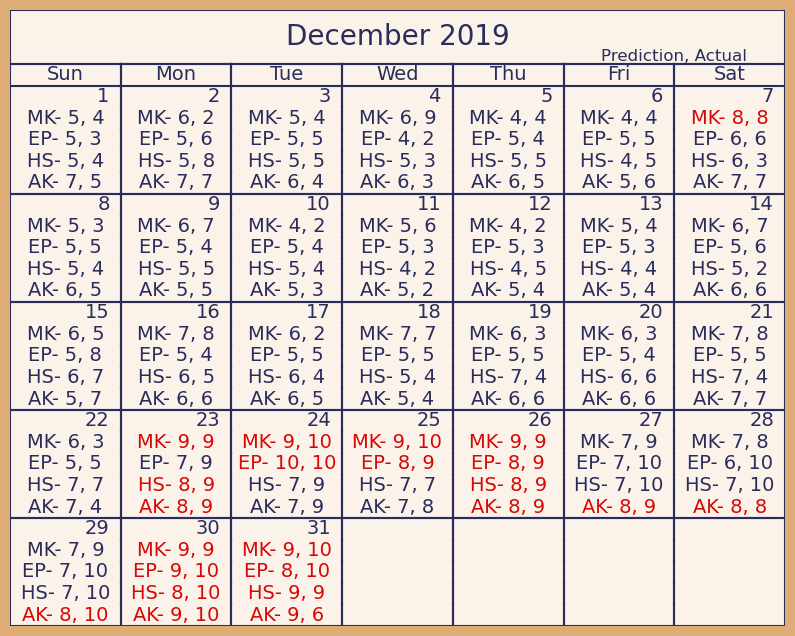 December 2019
Prediction, Actual
Sun Mon Tue Wed Thu Fri Sat
1 2 3 4 5 6 7
MK- 5, 4 MK- 6, 2 MK- 5, 4 MK- 6, 9 MK- 4, 4 MK- 4, 4 MK- 8, 8
EP- 5, 3 EP- 5, 6 EP- 5, 5 EP- 4, 2 EP- 5, 4 EP- 5, 5 EP- 6, 6
HS- 5, 4 HS- 5, 8 HS- 5, 5 HS- 5, 3 HS- 5, 5 HS- 4, 5 HS- 6, 3
AK- 7, 5 AK- 7, 7 AK- 6, 4 AK- 6, 3 AK- 6, 5 AK- 5, 6 AK- 7, 7
8 9 10 11 12 13 14
MK- 5, 3 MK- 6, 7 MK- 4, 2 MK- 5, 6 MK- 4, 2 MK- 5, 4 MK- 6, 7
EP- 5, 5 EP- 5, 4 EP- 5, 4 EP- 5, 3 EP- 5, 3 EP- 5, 3 EP- 5, 6
HS- 5, 4 HS- 5, 5 HS- 5, 4 HS- 4, 2 HS- 4, 5 HS- 4, 4 HS- 5, 2
AK- 6, 5 AK- 5, 5 AK- 5, 3 AK- 5, 2 AK- 5, 4 AK- 5, 4 AK- 6, 6
15 16 17 18 19 20 21
MK- 6, 5 MK- 7, 8 MK- 6, 2 MK- 7, 7 MK- 6, 3 MK- 6, 3 MK- 7, 8
EP- 5, 8 EP- 5, 4 EP- 5, 5 EP- 5, 5 EP- 5, 5 EP- 5, 4 EP- 5, 5
HS- 6, 7 HS- 6, 5 HS- 6, 4 HS- 5, 4 HS- 7, 4 HS- 6, 6 HS- 7, 4
AK- 5, 7 AK- 6, 6 AK- 6, 5 AK- 5, 4 AK- 6, 6 AK- 6, 6 AK- 7, 7
22 23 24 25 26 27 28
MK- 6, 3 MK- 9, 9 MK- 9, 10 MK- 9, 10 MK- 9, 9 MK- 7, 9 MK- 7, 8
EP- 5, 5 EP- 7, 9 EP- 10, 10 EP- 8, 9 EP- 8, 9 EP- 7, 10 EP- 6, 10
HS- 7, 7 HS- 8, 9 HS- 7, 9 HS- 7, 7 HS- 8, 9 HS- 7, 10 HS- 7, 10
AK- 7, 4 AK- 8, 9 AK- 7, 9 AK- 7, 8 AK- 8, 9 AK- 8, 9 AK- 8, 8
29 30 31
MK- 7, 9 MK- 9, 9 MK- 9, 10
EP- 7, 10 EP- 9, 10 EP- 8, 10
HS- 7, 10 HS- 8, 10 HS- 9, 9
AK- 8, 10 AK- 9, 10 AK- 9, 6